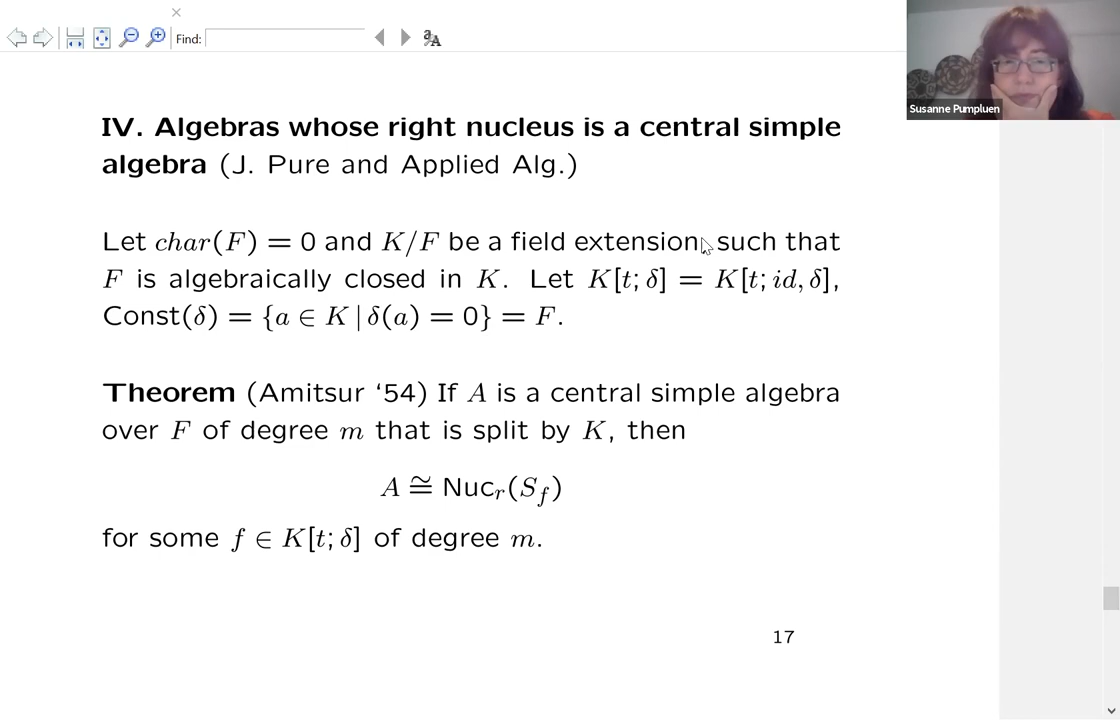 Find:
Susanne Pumpluen
IV. Algebras whose right nucleus is a central simple
algebra (J. Pure and Applied Alg.)
Let char(F) = 0 and K/F be a field extension, such that
F is algebraically closed in K. Let K[t; δ] = K[t; id, δ],
Const(δ) = {a ∈ K | δ(a) = 0} = F.
Theorem (Amitsur ‘54) If A is a central simple algebra
over F of degree m that is split by K, then
A ≅ Nucᵣ(S_f)
for some f ∈ K[t; δ] of degree m.
17